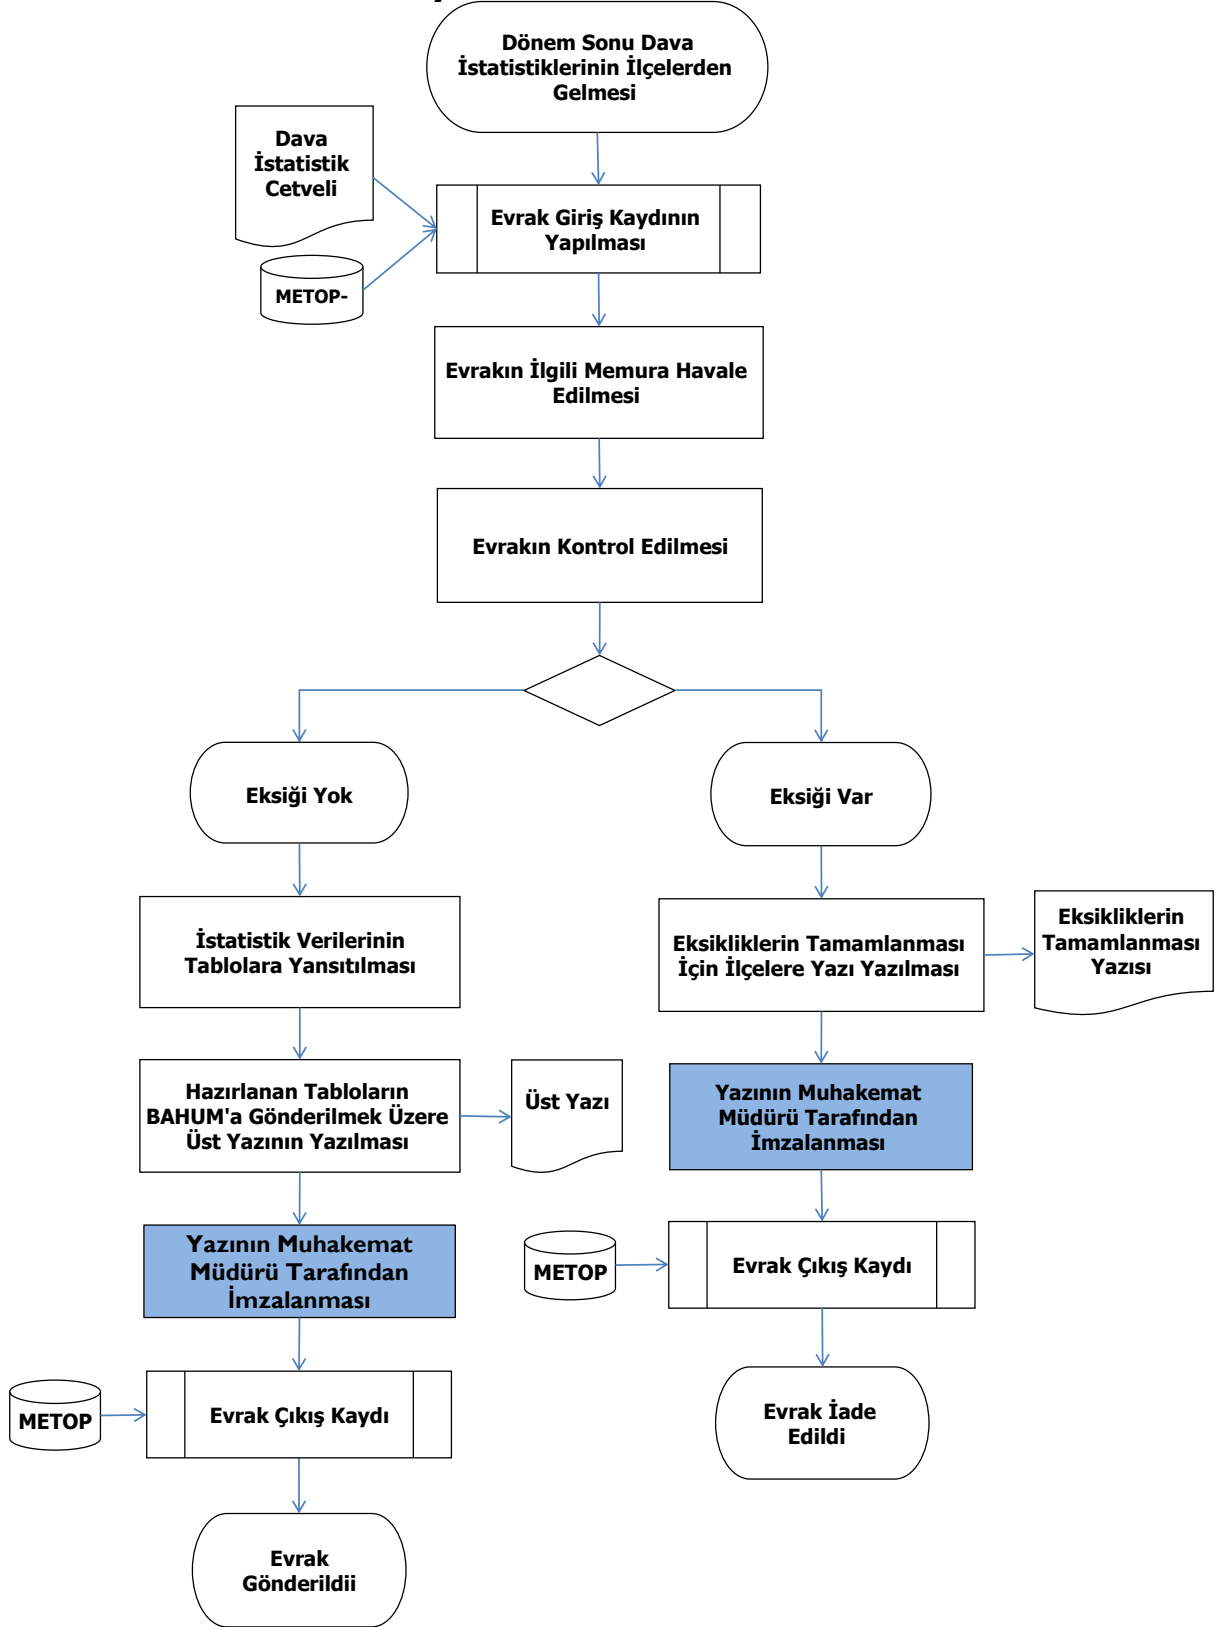 Dönem Sonu Dava
İstatistiklerinin İlçelerden
Gelmesi
Dava
İstatistik
Cetveli
METOP-
Evrak Giriş Kaydının
Yapılması
Evrakın İlgili Memura Havale
Edilmesi
Evrakın Kontrol Edilmesi
Eksiği Yok
Eksiği Var
İstatistik Verilerinin
Tablolara Yansıtılması
Eksikliklerin Tamamlanması
İçin İlçelere Yazı Yazılması
Eksikliklerin
Tamamlanması
Yazısı
Hazırlanan Tabloların
BAHUM'a Gönderilmek Üzere
Üst Yazının Yazılması
Üst Yazı
Yazının Muhakemat
Müdürü Tarafından
İmzalanması
Yazının Muhakemat
Müdürü Tarafından
İmzalanması
METOP
Evrak Çıkış Kaydı
METOP
Evrak Çıkış Kaydı
Evrak İade
Edildi
Evrak
Gönderildii